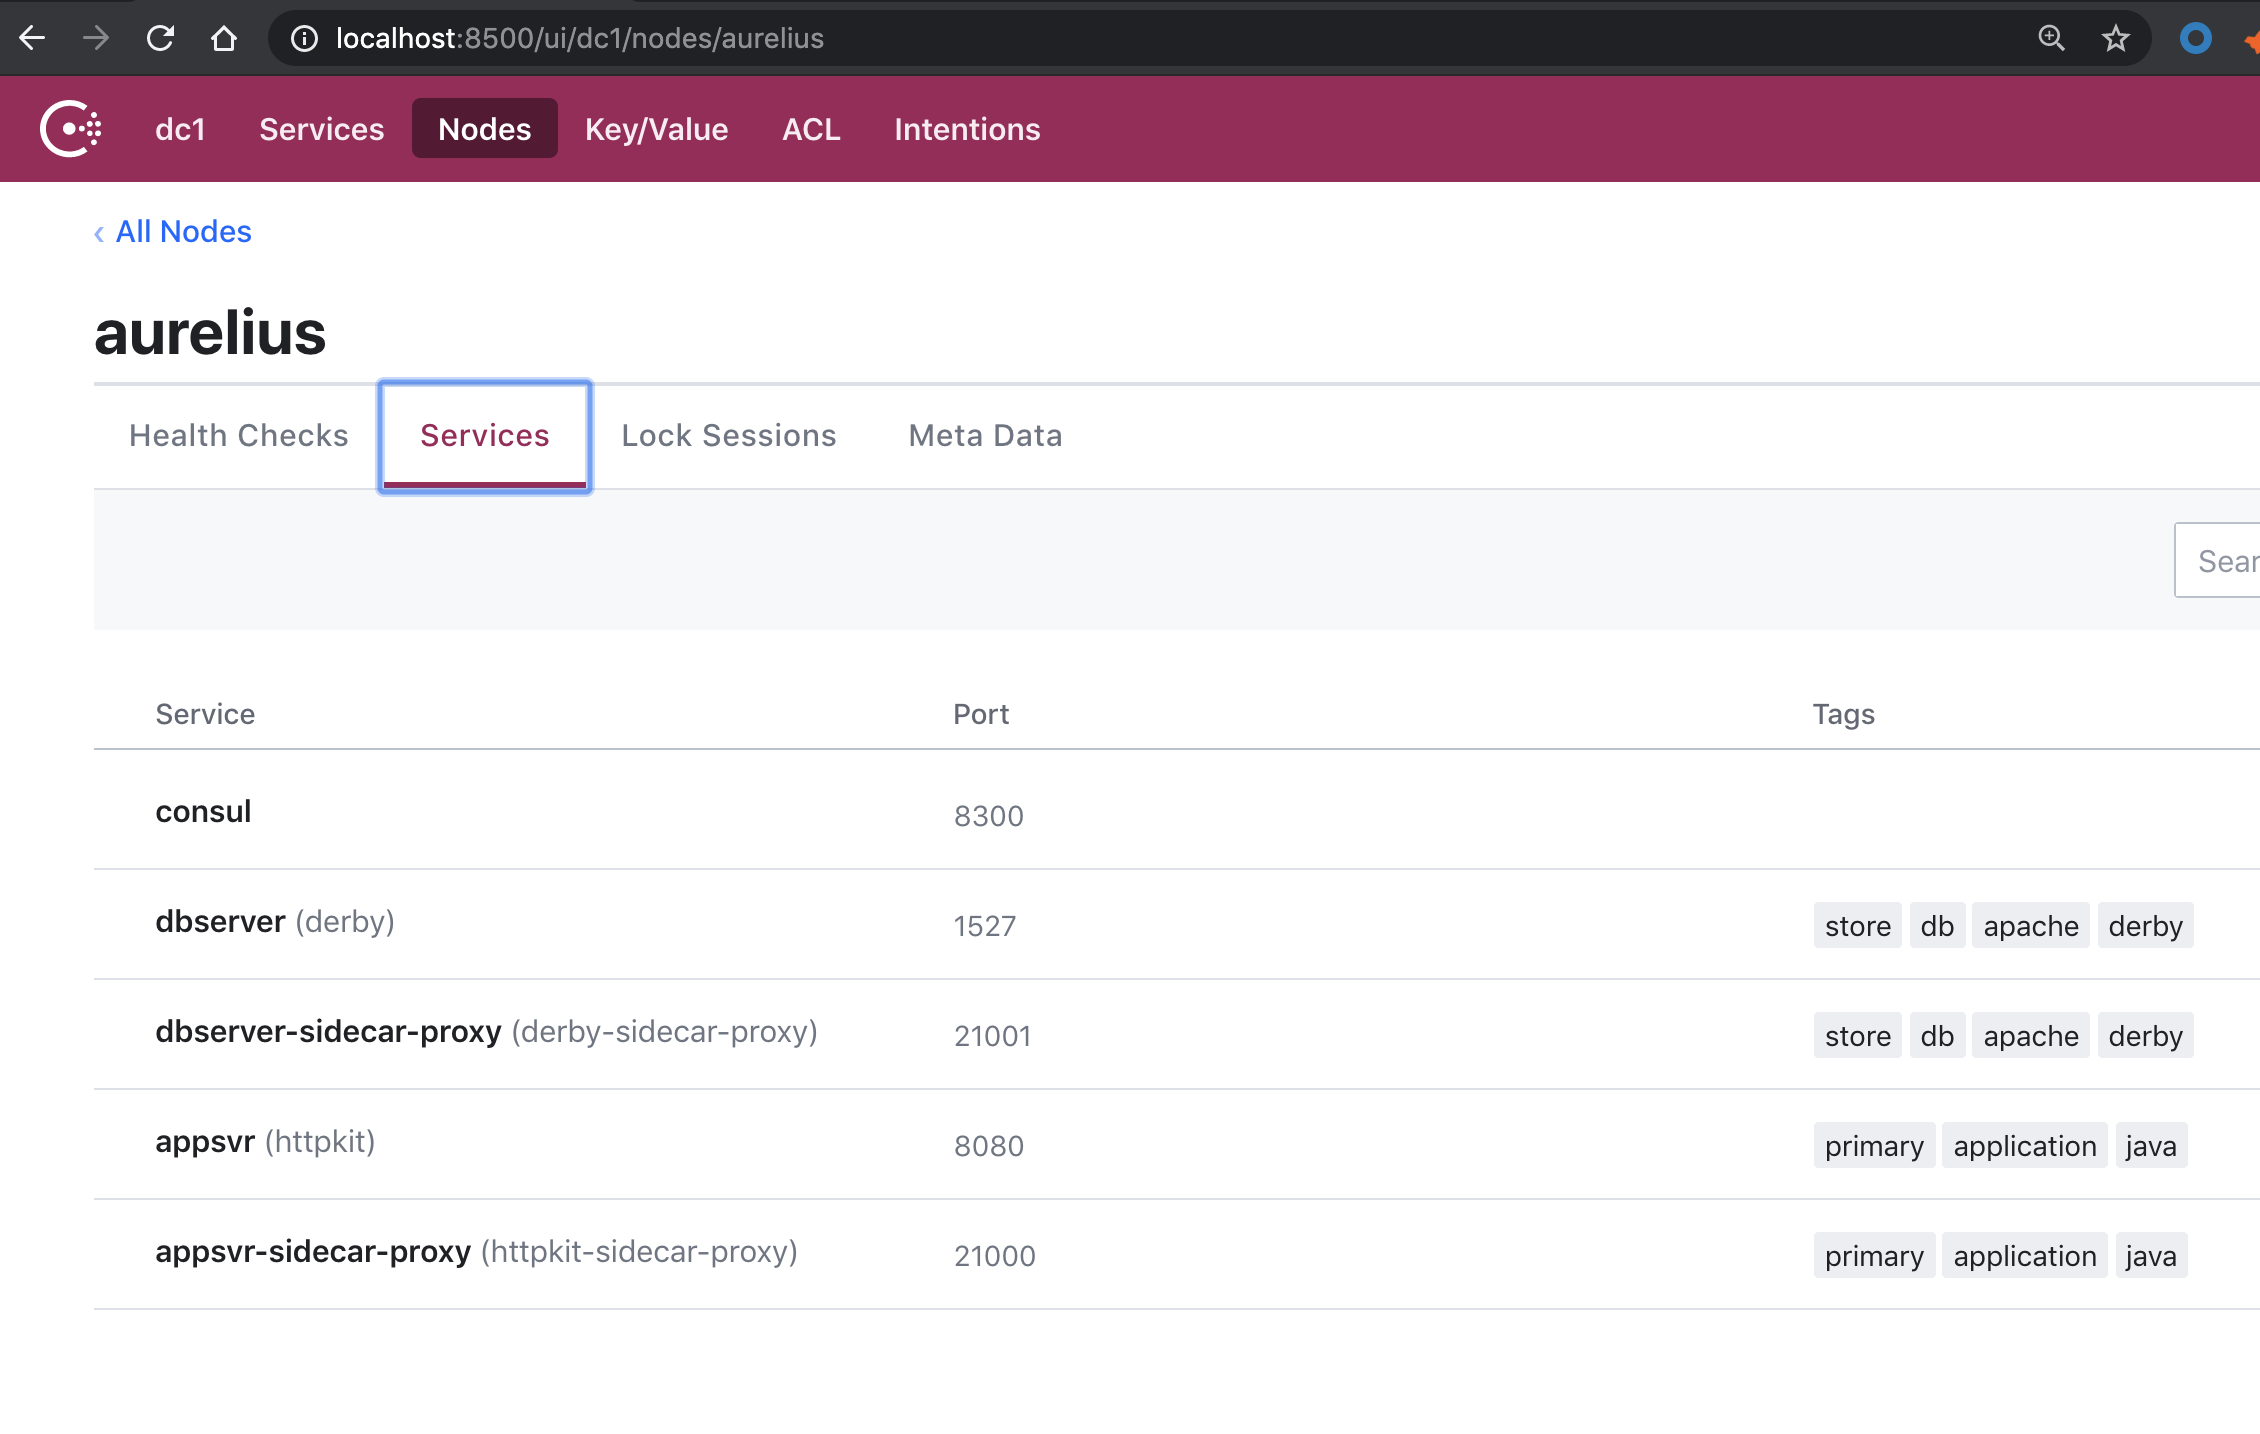 localhost:8500/ui/dc1/nodes/aurelius
dc1 Services Nodes Key/Value ACL Intentions
‹ All Nodes
aurelius
Health Checks Services Lock Sessions Meta Data
Service Port Tags
consul 8300
dbserver (derby) 1527 store db apache derby
dbserver-sidecar-proxy (derby-sidecar-proxy) 21001 store db apache derby
appsvr (httpkit) 8080 primary application java
appsvr-sidecar-proxy (httpkit-sidecar-proxy) 21000 primary application java